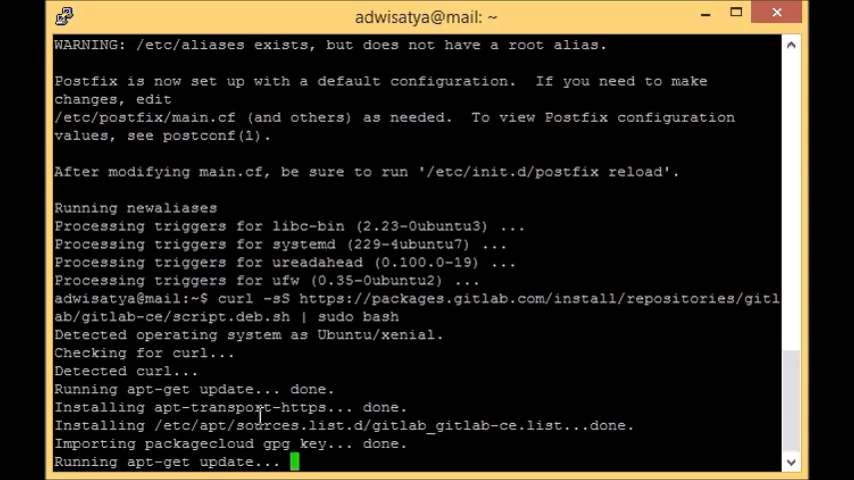 adwisatya@mail: ~
WARNING: /etc/aliases exists, but does not have a root alias.
Postfix is now set up with a default configuration.  If you need to make
changes, edit
/etc/postfix/main.cf (and others) as needed.  To view Postfix configuration
values, see postconf(1).
After modifying main.cf, be sure to run '/etc/init.d/postfix reload'.
Running newaliases
Processing triggers for libc-bin (2.23-0ubuntu3) ...
Processing triggers for systemd (229-4ubuntu7) ...
Processing triggers for ureadahead (0.100.0-19) ...
Processing triggers for ufw (0.35-0ubuntu2) ...
adwisatya@mail:~$ curl -sS https://packages.gitlab.com/install/repositories/gitl
ab/gitlab-ce/script.deb.sh | sudo bash
Detected operating system as Ubuntu/xenial.
Checking for curl...
Detected curl...
Running apt-get update... done.
Installing apt-transport-https... done.
Installing /etc/apt/sources.list.d/gitlab_gitlab-ce.list...done.
Importing packagecloud gpg key... done.
Running apt-get update...